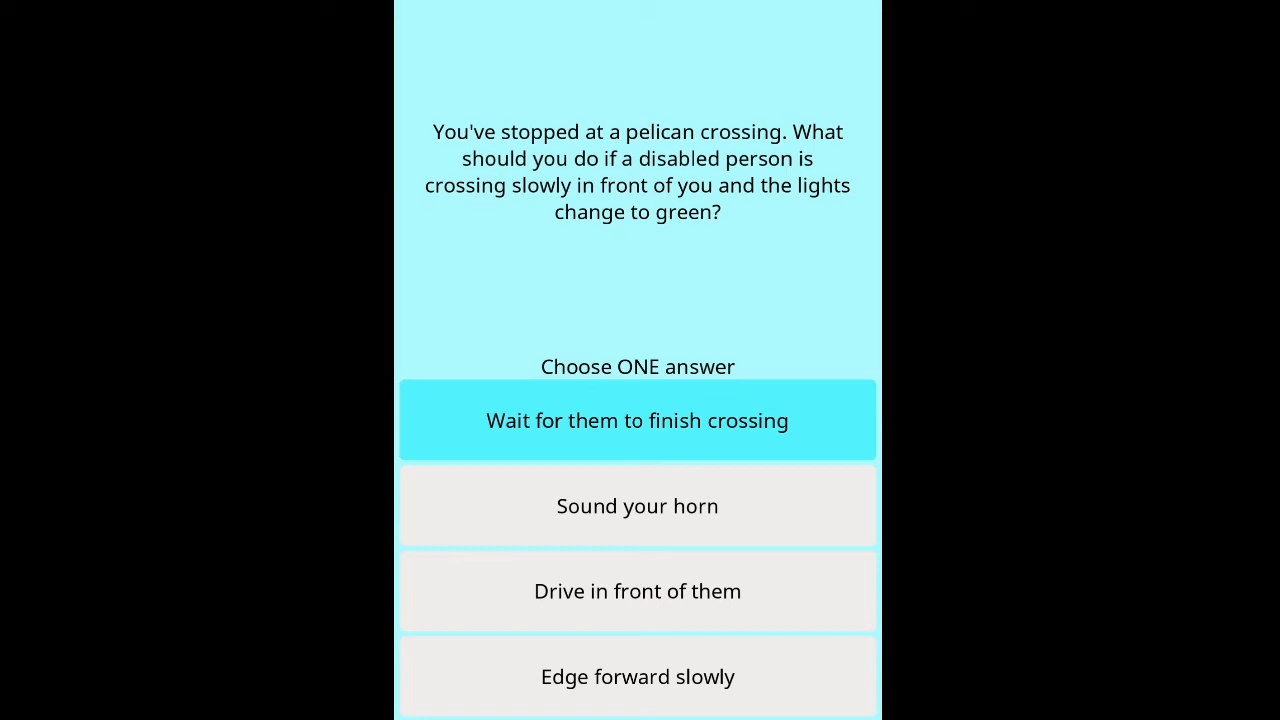 You've stopped at a pelican crossing. What
should you do if a disabled person is
crossing slowly in front of you and the lights
change to green?
Choose ONE answer
Wait for them to finish crossing
Sound your horn
Drive in front of them
Edge forward slowly